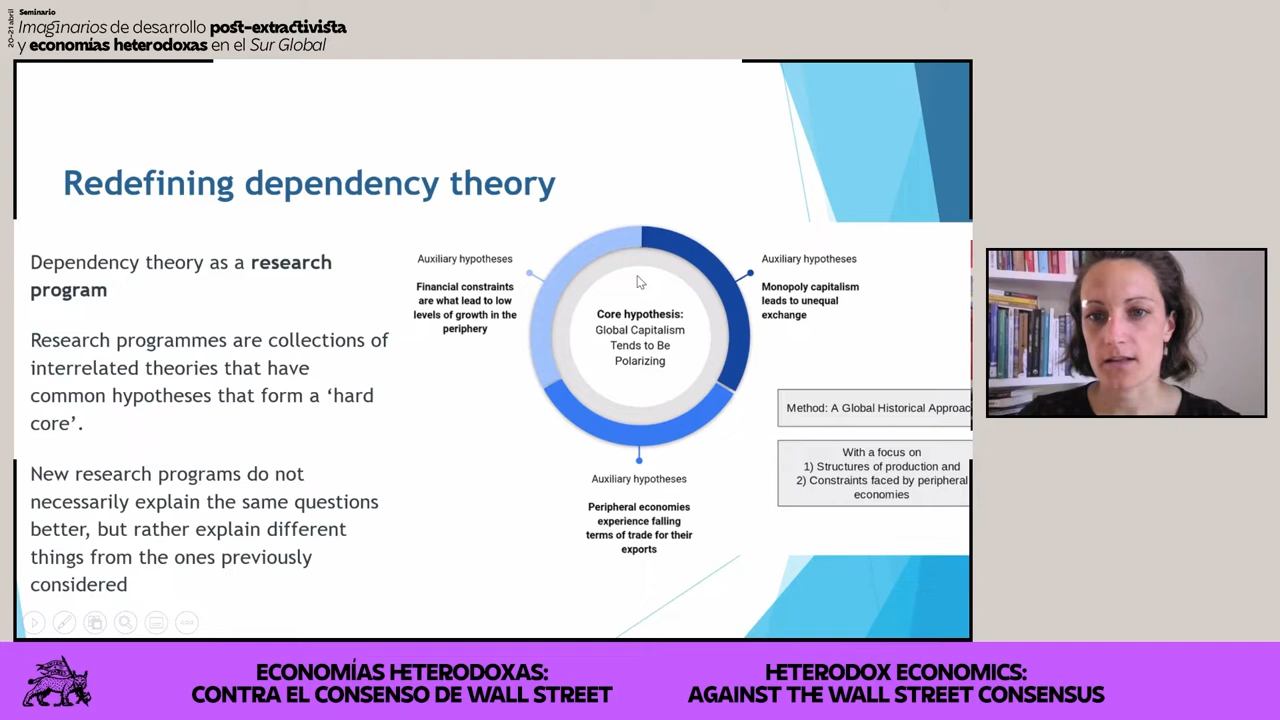 20-21 abril
Seminario
Imaginarios de desarrollo post-extractivista
y economías heterodoxas en el Sur Global
Redefining dependency theory
Dependency theory as a research
program
Research programmes are collections of
interrelated theories that have
common hypotheses that form a ‘hard
core’.
New research programs do not
necessarily explain the same questions
better, but rather explain different
things from the ones previously
considered
Auxiliary hypotheses
Financial constraints
are what lead to low
levels of growth in the
periphery
Core hypothesis:
Global Capitalism
Tends to Be
Polarizing
Auxiliary hypotheses
Monopoly capitalism
leads to unequal
exchange
Auxiliary hypotheses
Peripheral economies
experience falling
terms of trade for their
exports
Method: A Global Historical Approac
With a focus on
1) Structures of production and
2) Constraints faced by peripheral
economies
ECONOMÍAS HETERODOXAS:
CONTRA EL CONSENSO DE WALL STREET
HETERODOX ECONOMICS:
AGAINST THE WALL STREET CONSENSUS